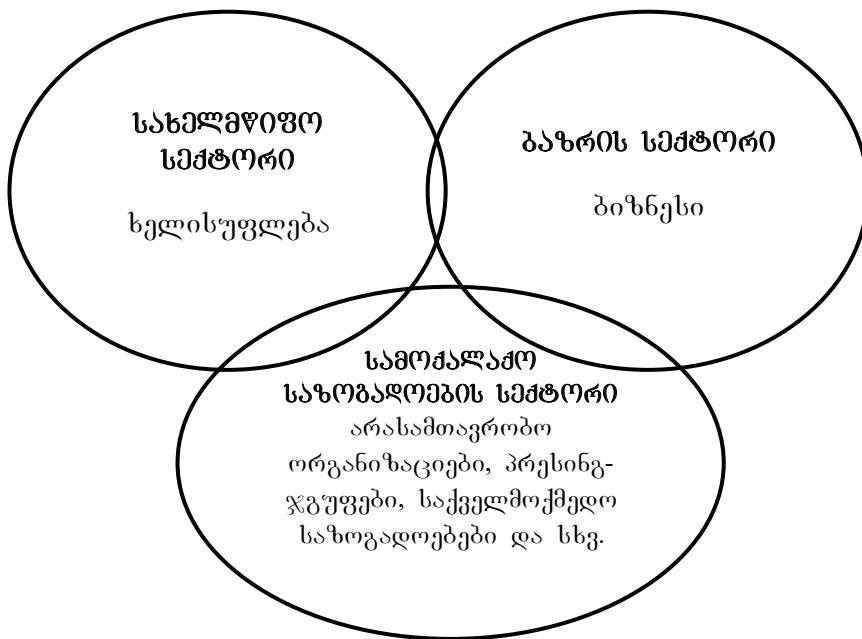 სახელმწიფო
სექტორი
ხელისუფლება
ბაზრის სექტორი
ბიზნესი
სამოქალაქო
საზოგადოების სექტორი
არასამთავრობო
ორგანიზაციები, პრესინგ-
ჯგუფები, საქველმოქმედო
საზოგადოებები და სხვ.